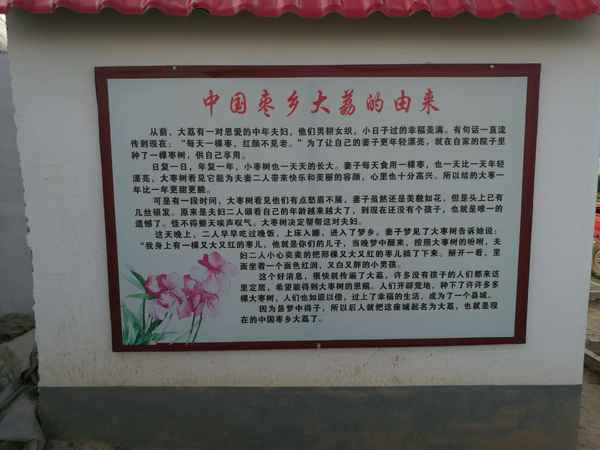 中国枣乡大荔的由来
从前，大荔有一对恩爱的中年夫妇，他们男耕女织，小日子过的幸福美满。有句话一直流
传到现在：“每天一棵枣，红颜不见老。”为了让自己的妻子更年轻漂亮，就在自家的院子里
种了一棵枣树，供自己享用。
日复一日，年复一年，小枣树也一天天的长大。妻子每天食用一棵枣，也一天比一天年轻
漂亮，大枣树看见它能为夫妻二人带来快乐和美丽的容颜，心里也十分高兴。所以结的大枣一
年比一年更甜更脆。
可是有一段时间，大枣树看见他们有点愁眉不展，妻子虽然还是美貌如花，但是头上已有
几丝银发。原来是夫妇二人眼看自己的年龄越来越大了，到现在还没有个孩子，也就是唯一的
遗憾了。怪不得整天唉声叹气。大枣树决定帮帮这对夫妇。
这天晚上，二人早早吃过晚饭，上床入睡，进入了梦乡。妻子梦见了大枣树告诉她说：
“我身上有一棵又大又红的枣儿，他就是你们的儿子，当晚梦中醒来，按照大枣树的吩咐，夫
妇二人小心奕奕的把那棵又大又红的枣儿摘了下来。掰开一看，里
面坐着一个面色红润，又白又胖的小男孩。
这个好消息，很快就传遍了大荔，许多没有孩子的人们都来这
里定居，希望能得到大枣树的恩赐。人们开辟荒地，种下了许许多多
棵大枣树，人们也如愿以偿，过上了幸福的生活，成为了一个县城。
因为是梦中得子，所以后人就把这座城起名为大荔，也就是现
在的中国枣乡大荔了。